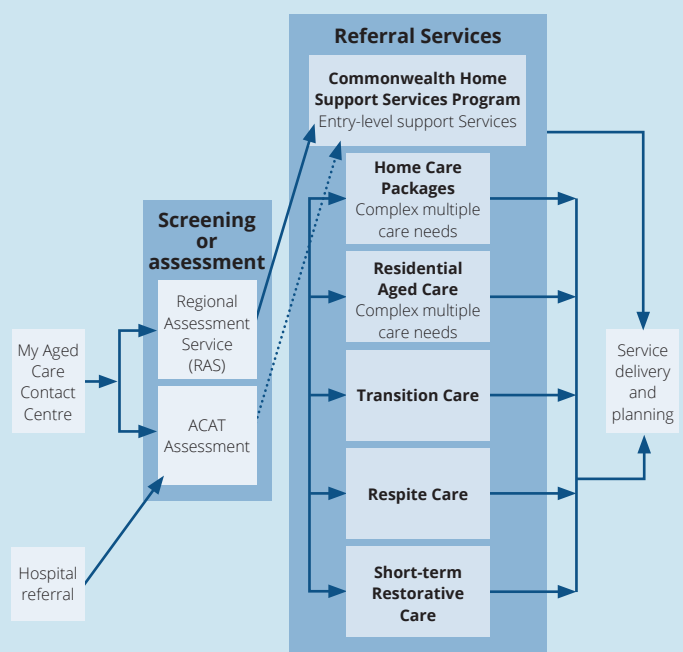 Referral Services
Commonwealth Home
Support Services Program
Entry-level support Services
Home Care
Packages
Complex multiple
care needs
Screening
or
assessment
Residential
Aged Care
Complex multiple
care needs
Regional
Assessment
Service
(RAS)
My Aged
Care
Contact
Centre
Service
delivery
and
planning
Transition Care
ACAT
Assessment
Respite Care
Hospital
referral
Short-term
Restorative
Care